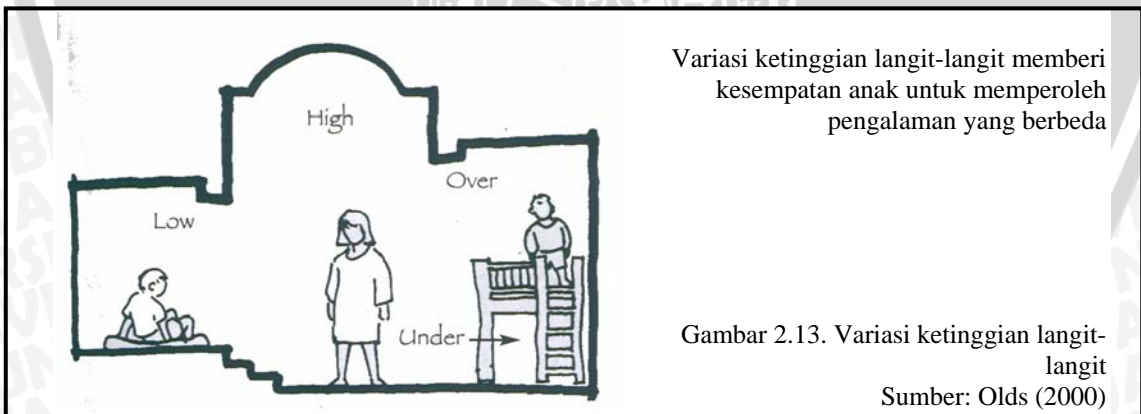 High
Over
Low
Under
Variasi ketinggian langit-langit memberi
kesempatan anak untuk memperoleh
pengalaman yang berbeda
Gambar 2.13. Variasi ketinggian langit-
langit
Sumber: Olds (2000)